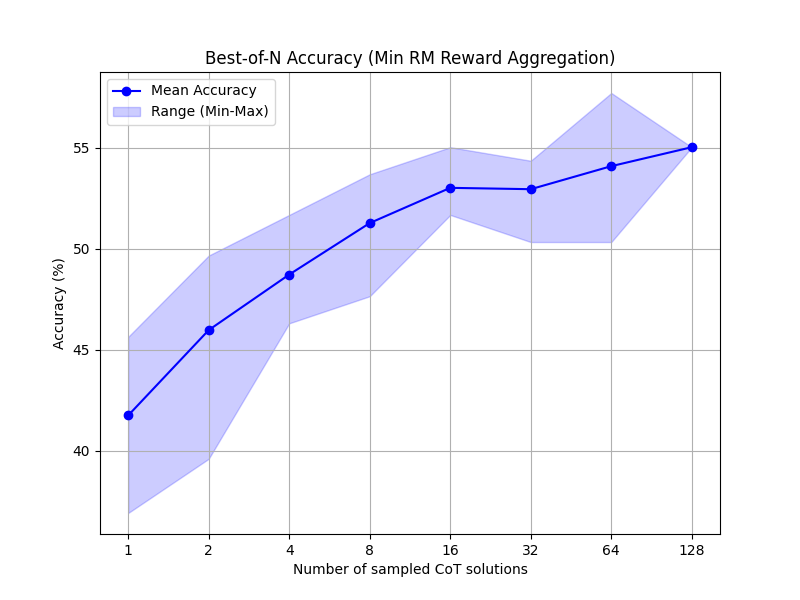 Best-of-N Accuracy (Min RM Reward Aggregation)
Mean Accuracy
Range (Min-Max)
Accuracy (%)
55
50
45
40
1 2 4 8 16 32 64 128
Number of sampled CoT solutions